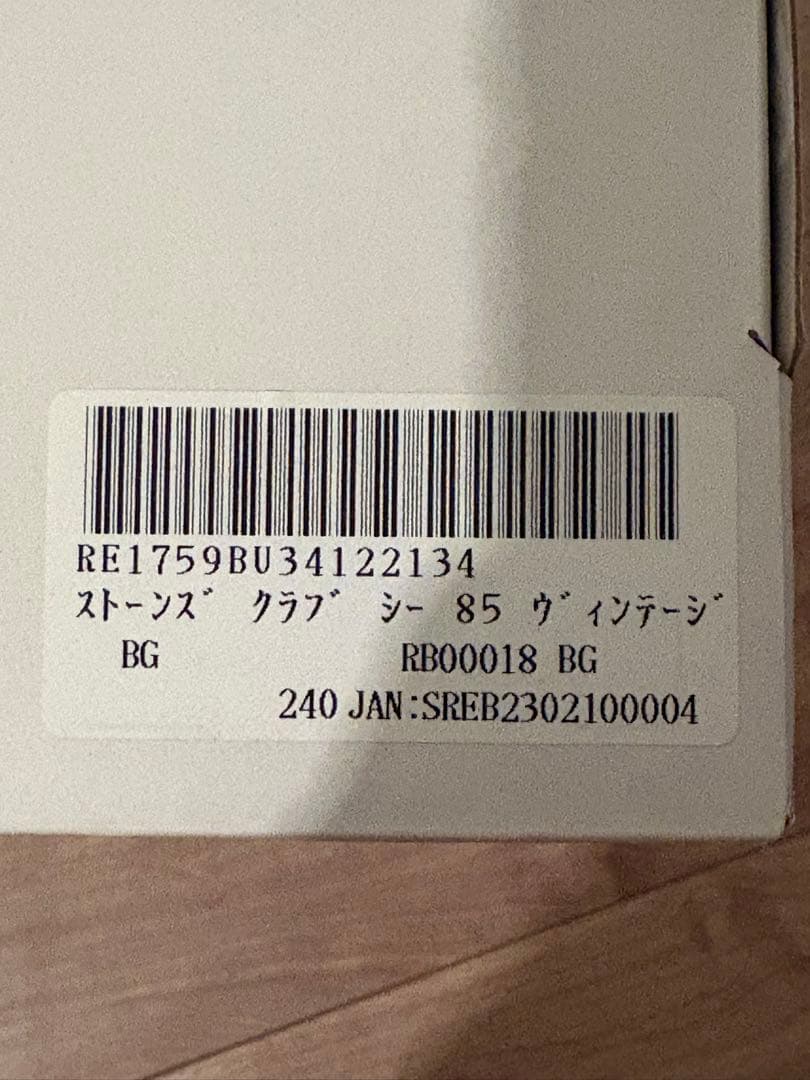 RE1759BU34122134
ｽﾄｰﾝｽﾞ ｸﾗﾌﾞ ｼｰ 85 ｳﾞｨﾝﾃｰｼﾞ
BG RB00018 BG
240 JAN:SREB2302100004